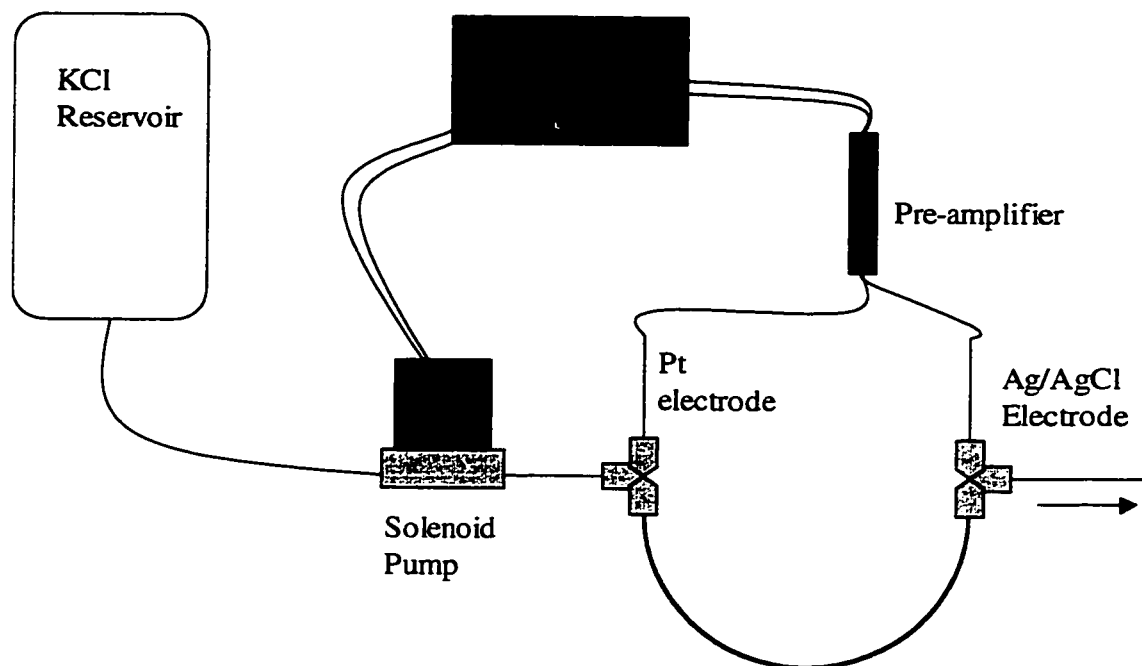 KCl
Reservoir
Pre-amplifier
Pt
electrode
Ag/AgCl
Electrode
Solenoid
Pump